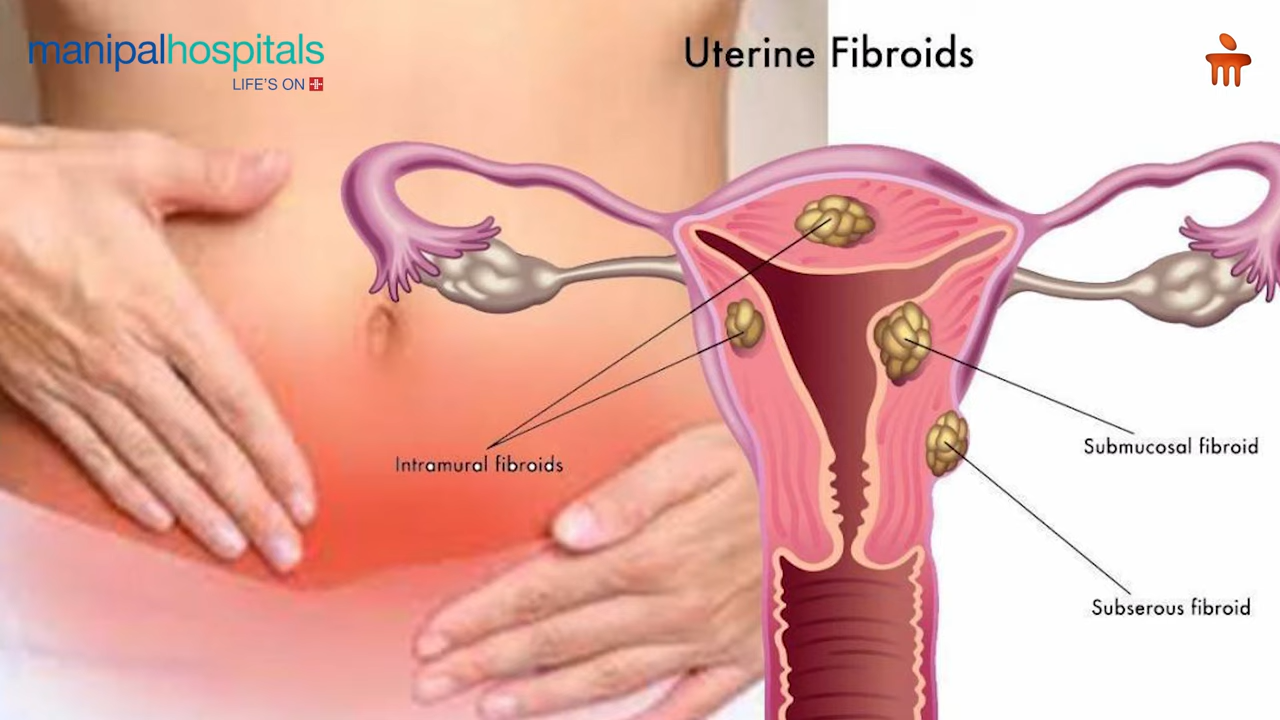 manipalhospitals
LIFE'S ON
Uterine Fibroids
Intramural fibroids
Submucosal fibroid
Subserous fibroid